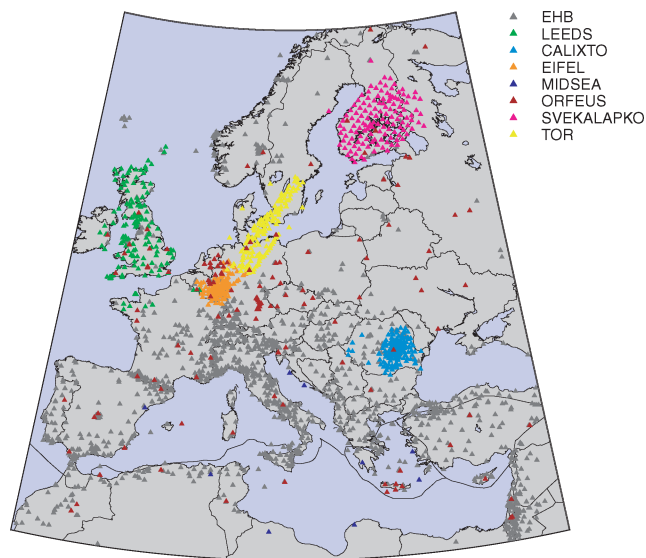 EHB
LEEDS
CALIXTO
EIFEL
MIDSEA
ORFEUS
SVEKALAPKO
TOR